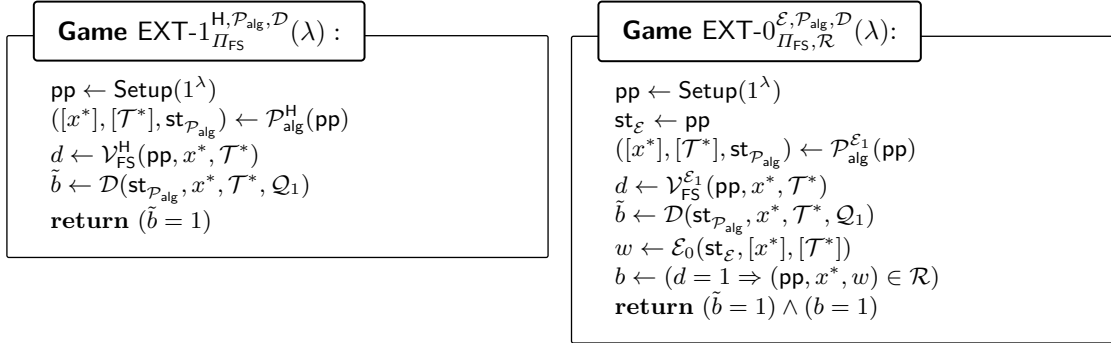 Game EXT-1^{H,𝒫_alg,𝒟}_{Π_FS}(λ) :
pp ← Setup(1^λ)
([x*], [𝒯*], st_{𝒫_alg}) ← 𝒫^H_alg(pp)
d ← 𝒱^H_FS(pp, x*, 𝒯*)
b̃ ← 𝒟(st_{𝒫_alg}, x*, 𝒯*, 𝒬_1)
return (b̃ = 1)
Game EXT-0^{ℰ,𝒫_alg,𝒟}_{Π_FS,ℛ}(λ):
pp ← Setup(1^λ)
st_ℰ ← pp
([x*], [𝒯*], st_{𝒫_alg}) ← 𝒫^{ℰ_1}_alg(pp)
d ← 𝒱^{ℰ_1}_FS(pp, x*, 𝒯*)
b̃ ← 𝒟(st_{𝒫_alg}, x*, 𝒯*, 𝒬_1)
w ← ℰ_0(st_ℰ, [x*], [𝒯*])
b ← (d = 1 ⇒ (pp, x*, w) ∈ ℛ)
return (b̃ = 1) ∧ (b = 1)